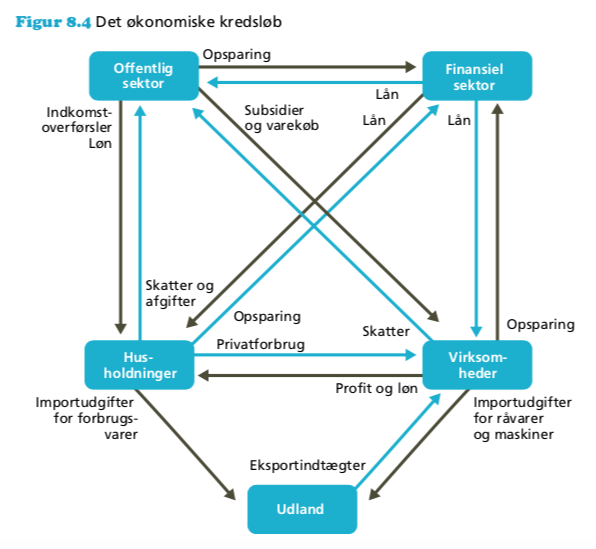 Figur 8.4 Det økonomiske kredsløb
Offentlig
sektor
Opsparing
Finansiel
sektor
Lån
Indkomst-
overførsler
Løn
Subsidier
og varekøb
Lån
Lån
Skatter og
afgifter
Opsparing
Skatter
Opsparing
Hus-
holdninger
Privatforbrug
Virksom-
heder
Profit og løn
Importudgifter
for forbrugs-
varer
Importudgifter
for råvarer
og maskiner
Eksportindtægter
Udland